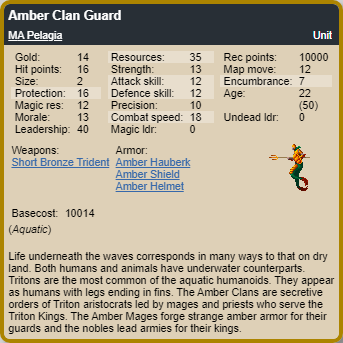 Amber Clan Guard
MA Pelagia Unit
Gold: 14 Resources: 35 Rec points: 10000
Hit points: 16 Strength: 13 Map move: 12
Size: 2 Attack skill: 12 Encumbrance: 7
Protection: 16 Defence skill: 12 Age: 22
Magic res: 12 Precision: 10 (50)
Morale: 13 Combat speed: 18 Undead ldr: 0
Leadership: 40 Magic ldr: 0
Weapons: Armor:
Short Bronze Trident Amber Hauberk
Amber Shield
Amber Helmet
Basecost: 10014
(Aquatic)
Life underneath the waves corresponds in many ways to that on dry
land. Both humans and animals have underwater counterparts.
Tritons are the most common of the aquatic humanoids. They appear
as humans with legs ending in fins. The Amber Clans are secretive
orders of Triton aristocrats led by mages and priests who serve the
Triton Kings. The Amber Mages forge strange amber armor for their
guards and the nobles lead armies for their kings.